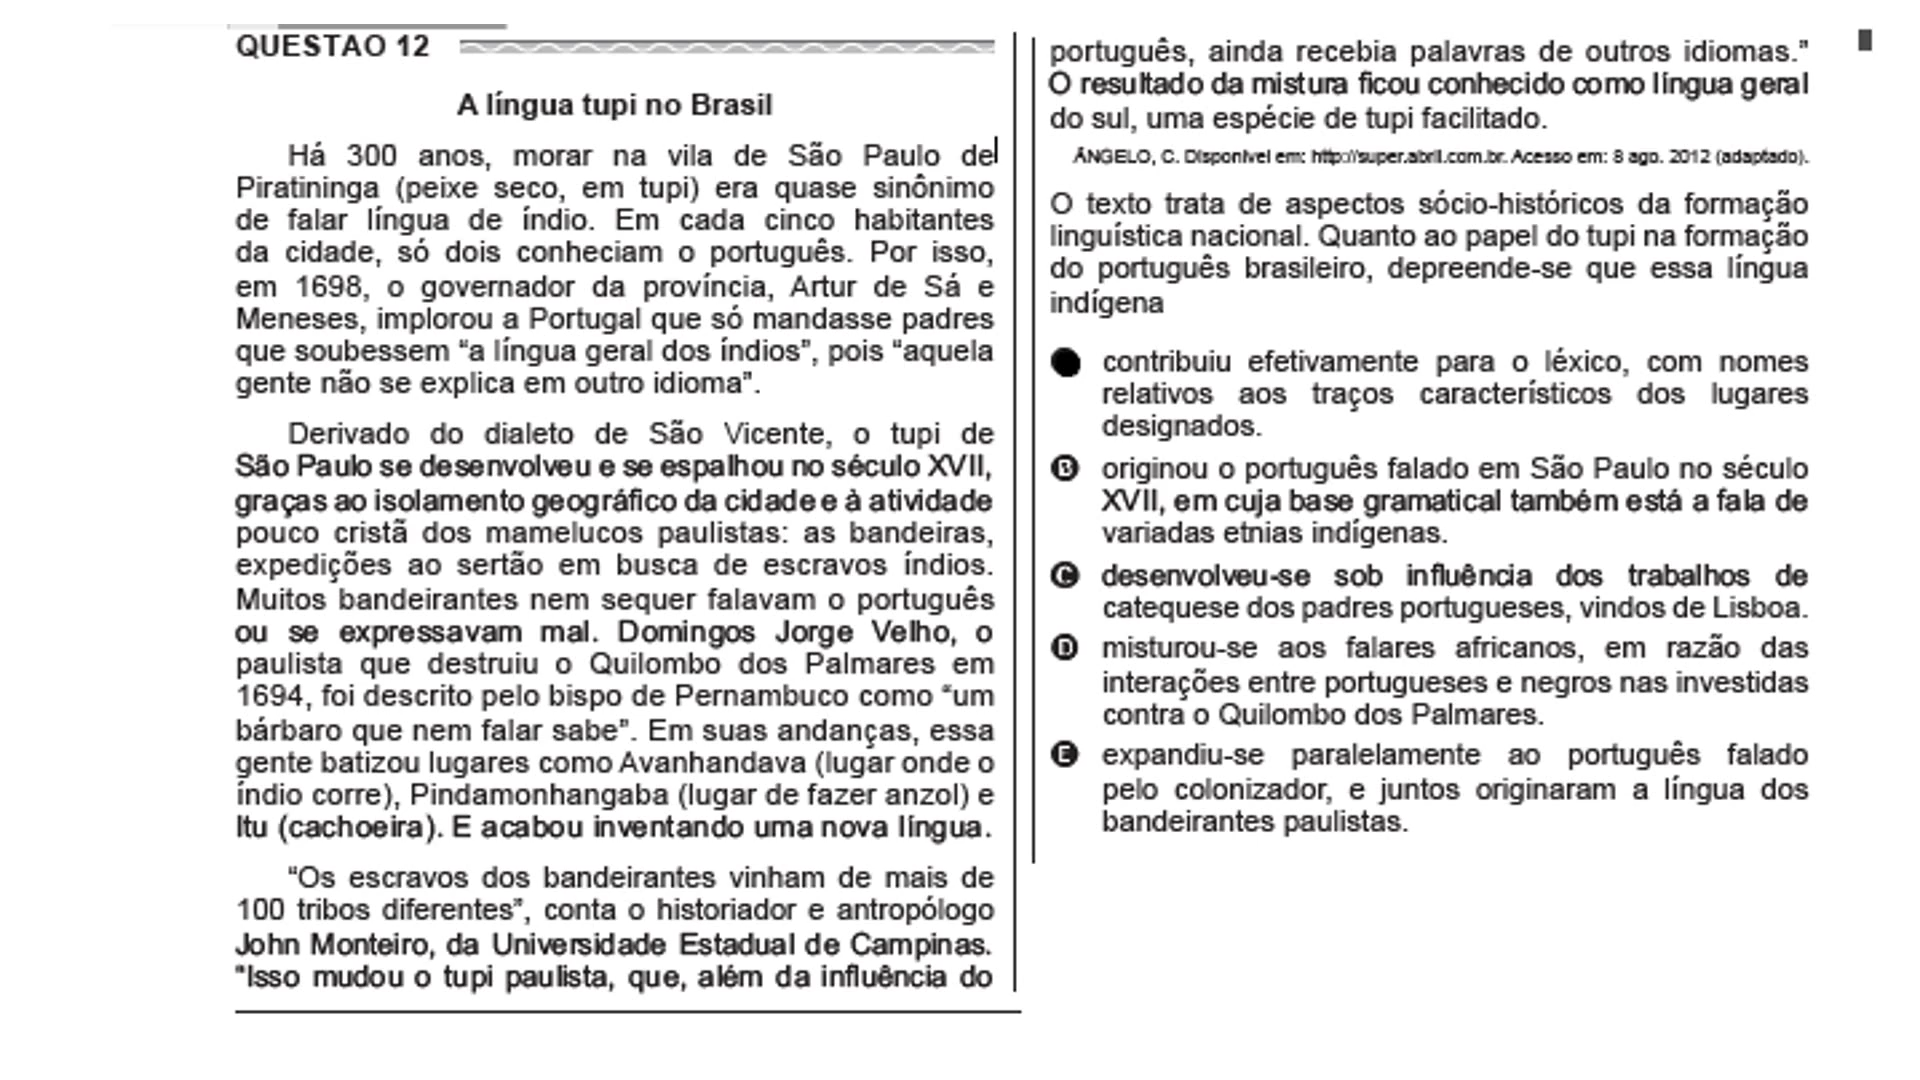 QUESTAO 12
A língua tupi no Brasil
Há 300 anos, morar na vila de São Paulo de
Piratininga (peixe seco, em tupi) era quase sinônimo
de falar língua de índio. Em cada cinco habitantes
da cidade, só dois conheciam o português. Por isso,
em 1698, o governador da província, Artur de Sá e
Meneses, implorou a Portugal que só mandasse padres
que soubessem “a língua geral dos índios”, pois “aquela
gente não se explica em outro idioma”.
Derivado do dialeto de São Vicente, o tupi de
São Paulo se desenvolveu e se espalhou no século XVII,
graças ao isolamento geográfico da cidade e à atividade
pouco cristã dos mamelucos paulistas: as bandeiras,
expedições ao sertão em busca de escravos índios.
Muitos bandeirantes nem sequer falavam o português
ou se expressavam mal. Domingos Jorge Velho, o
paulista que destruiu o Quilombo dos Palmares em
1694, foi descrito pelo bispo de Pernambuco como “um
bárbaro que nem falar sabe”. Em suas andanças, essa
gente batizou lugares como Avanhandava (lugar onde o
índio corre), Pindamonhangaba (lugar de fazer anzol) e
Itu (cachoeira). E acabou inventando uma nova língua.
“Os escravos dos bandeirantes vinham de mais de
100 tribos diferentes”, conta o historiador e antropólogo
John Monteiro, da Universidade Estadual de Campinas.
“Isso mudou o tupi paulista, que, além da influência do
português, ainda recebia palavras de outros idiomas.”
O resultado da mistura ficou conhecido como língua geral
do sul, uma espécie de tupi facilitado.
ÂNGELO, C. Disponível em: http://super.abril.com.br. Acesso em: 8 ago. 2012 (adaptado).
O texto trata de aspectos sócio-históricos da formação
linguística nacional. Quanto ao papel do tupi na formação
do português brasileiro, depreende-se que essa língua
indígena
contribuiu efetivamente para o léxico, com nomes
relativos aos traços característicos dos lugares
designados.
B originou o português falado em São Paulo no século
XVII, em cuja base gramatical também está a fala de
variadas etnias indígenas.
C desenvolveu-se sob influência dos trabalhos de
catequese dos padres portugueses, vindos de Lisboa.
D misturou-se aos falares africanos, em razão das
interações entre portugueses e negros nas investidas
contra o Quilombo dos Palmares.
E expandiu-se paralelamente ao português falado
pelo colonizador, e juntos originaram a língua dos
bandeirantes paulistas.